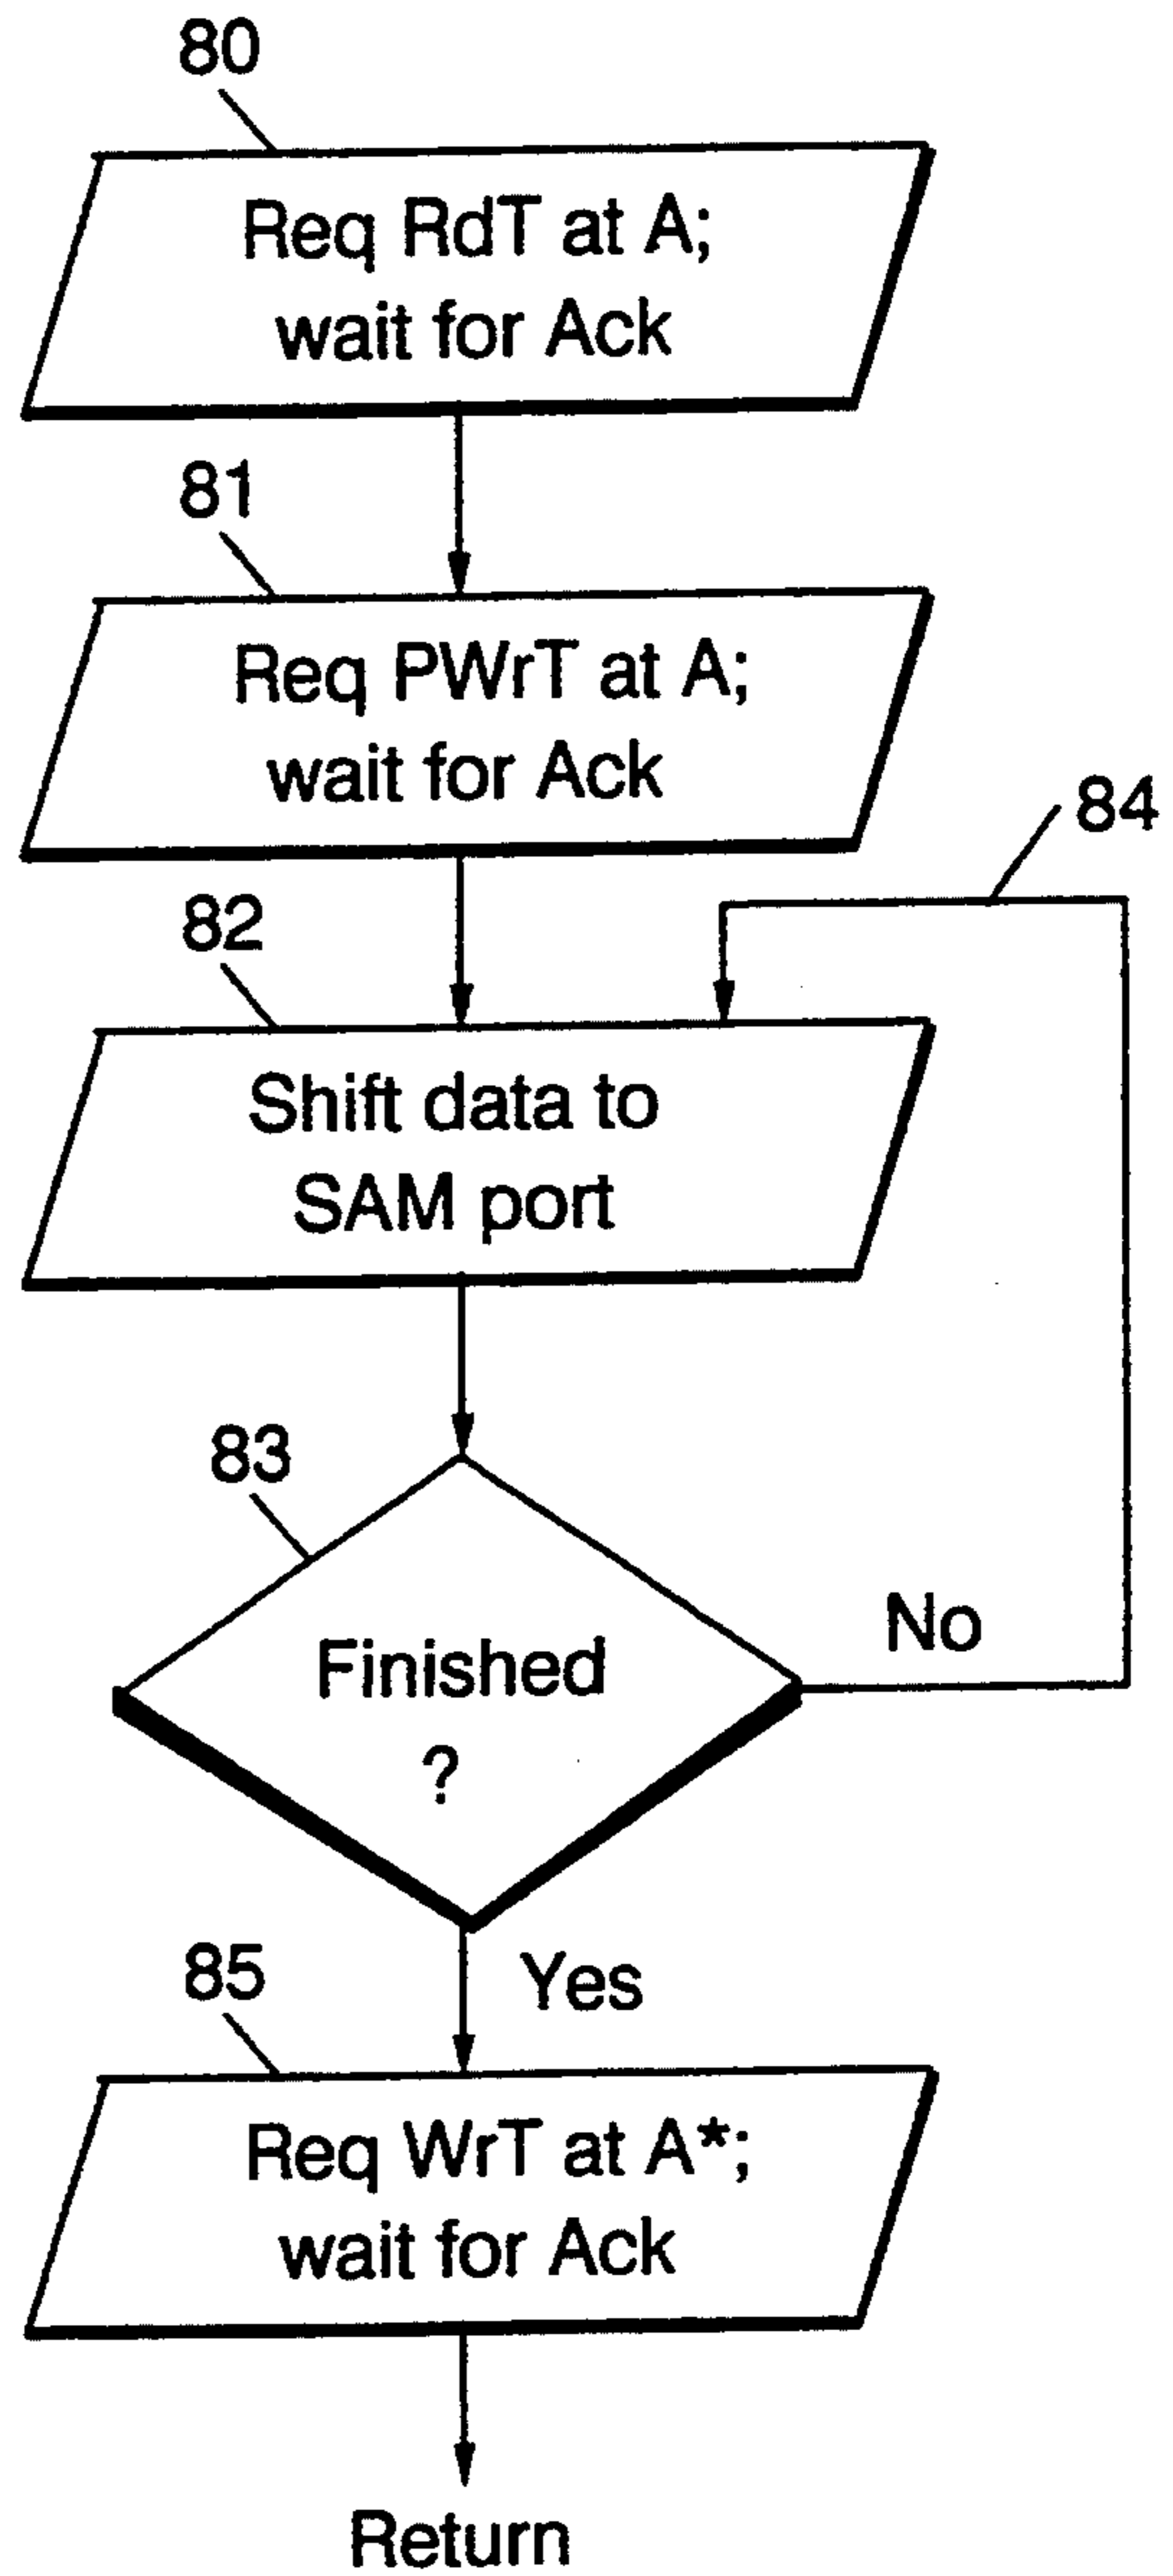 80
Req RdT at A;
wait for Ack
81
Req PWrT at A;
wait for Ack
84
82
Shift data to
SAM port
83
Finished
?
No
Yes
85
Req WrT at A*;
wait for Ack
Return